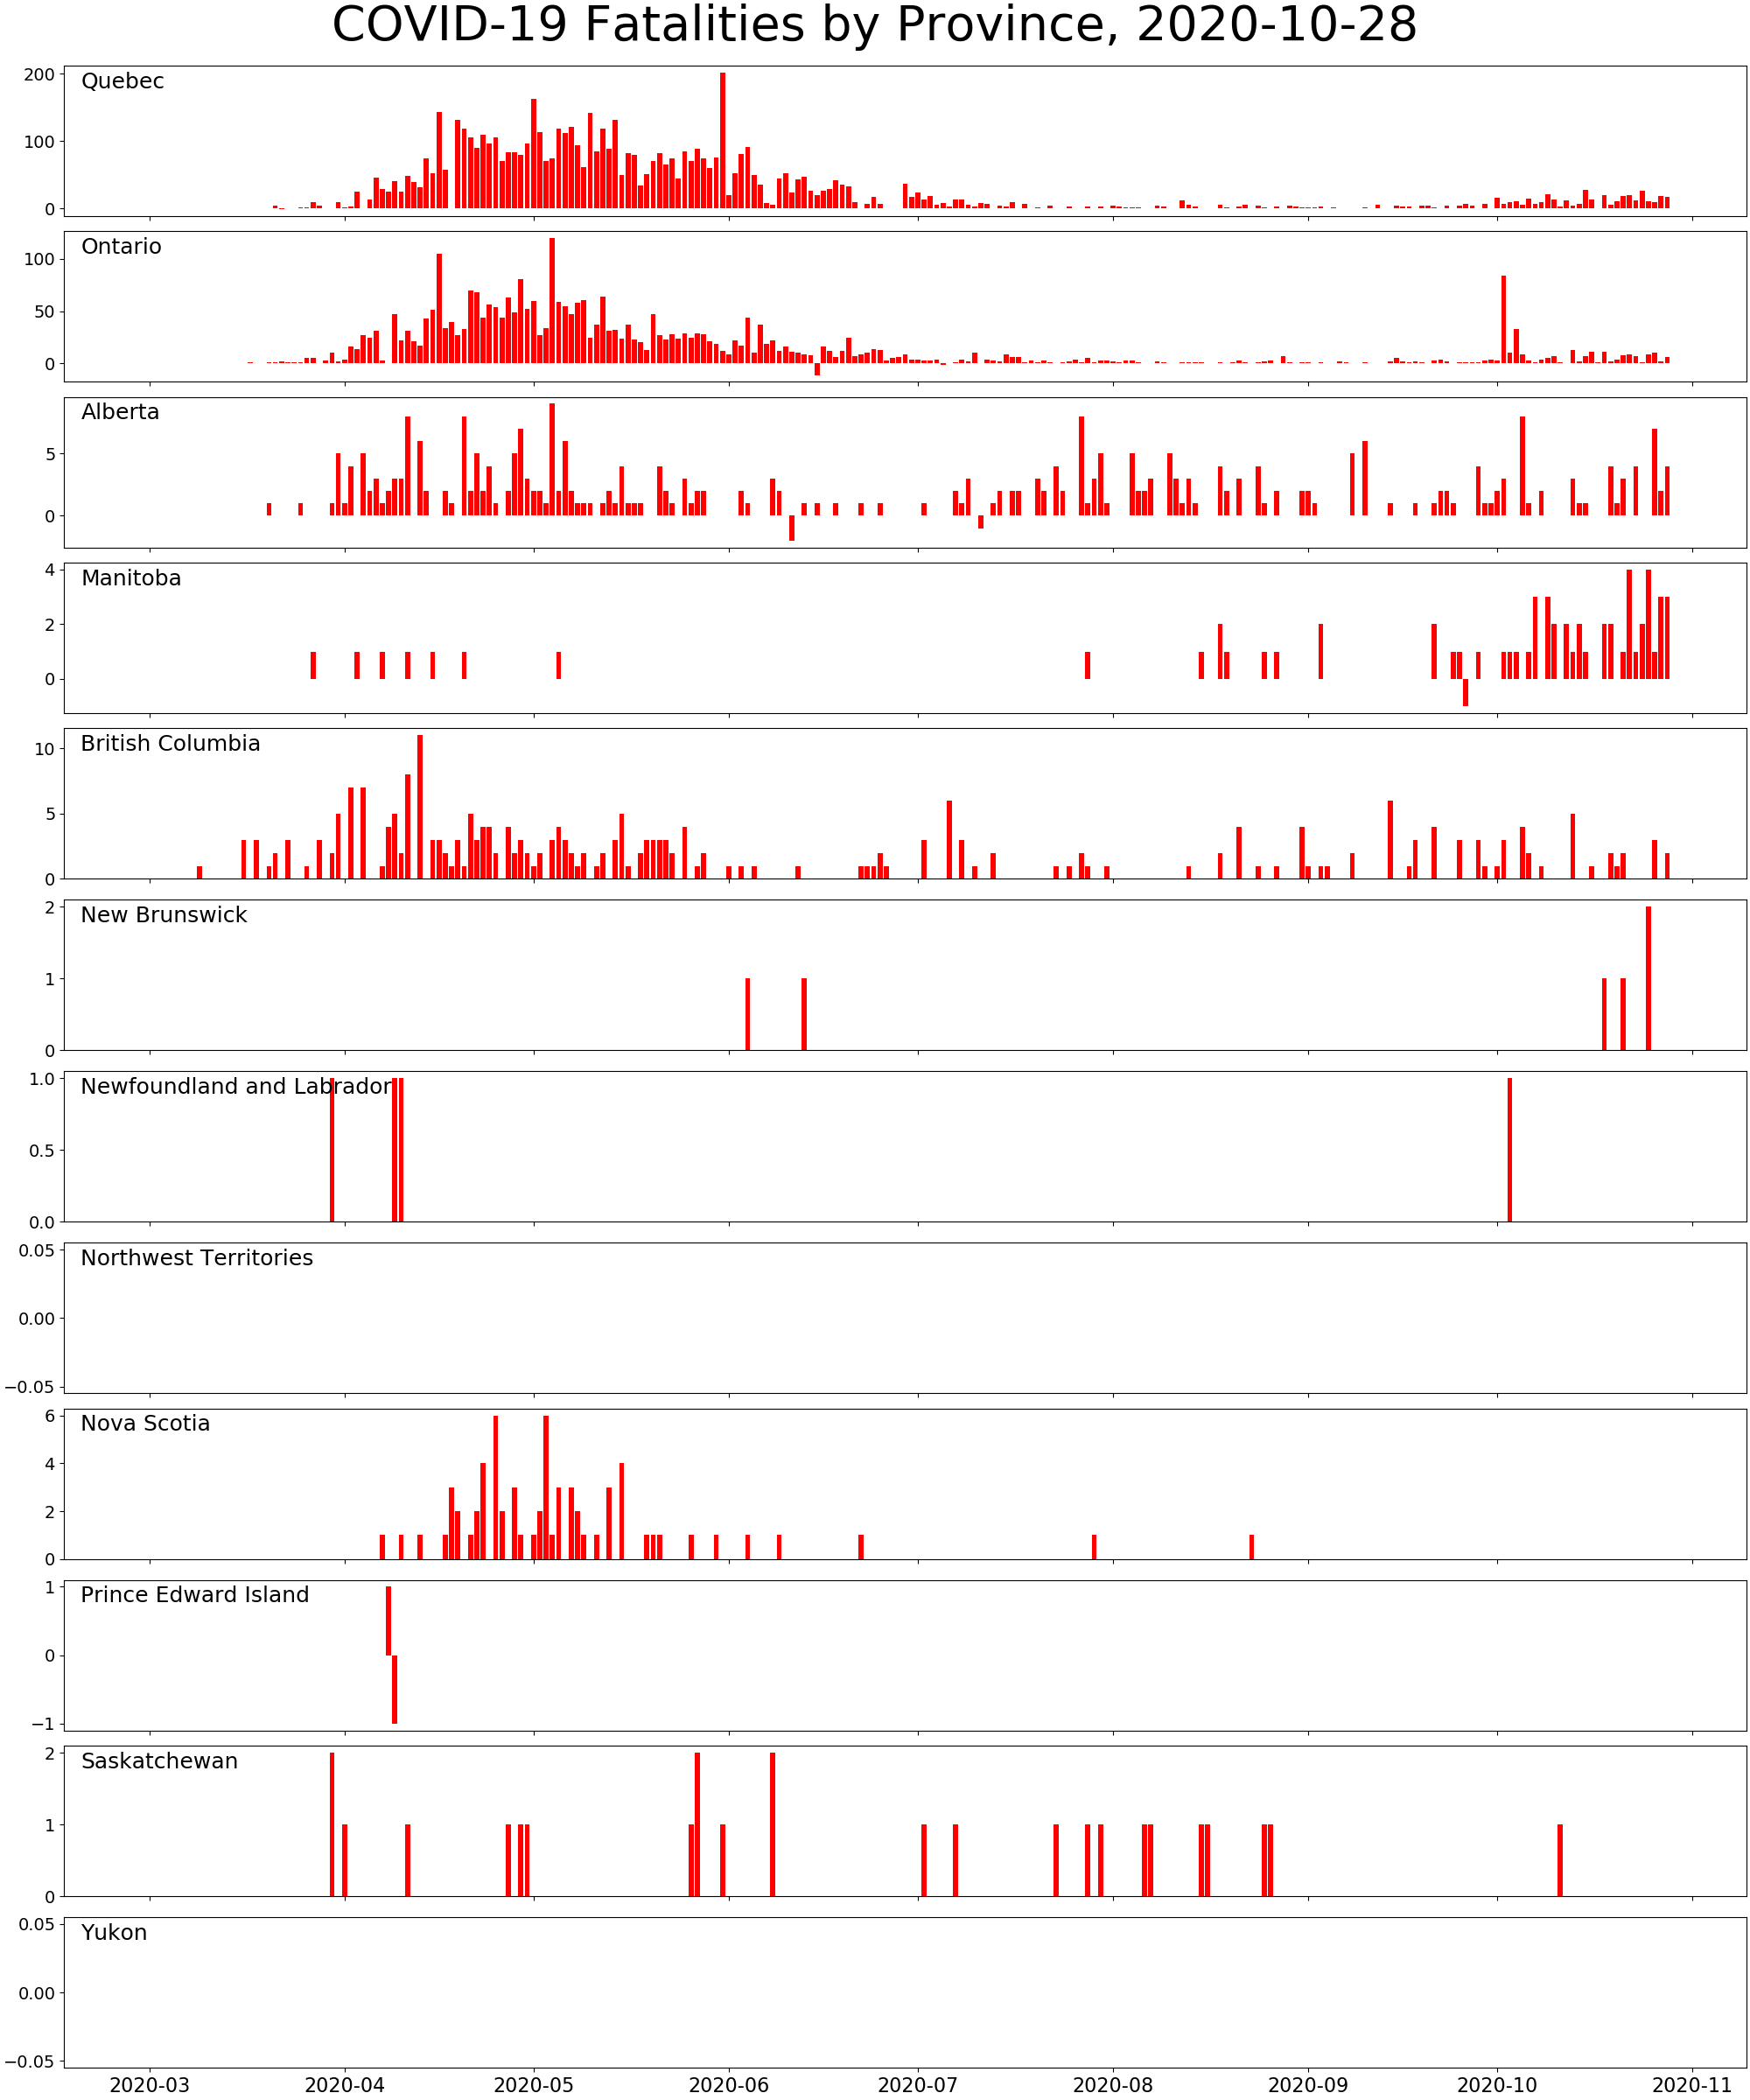 COVID-19 Fatalities by Province, 2020-10-28
Quebec
200
100
0
Ontario
100
50
0
Alberta
5
0
Manitoba
4
2
0
British Columbia
10
5
0
New Brunswick
2
1
0
Newfoundland and Labrador
1.0
0.5
0.0
Northwest Territories
0.05
0.00
−0.05
Nova Scotia
6
4
2
0
Prince Edward Island
1
0
−1
Saskatchewan
2
1
0
Yukon
0.05
0.00
−0.05
2020-03 2020-04 2020-05 2020-06 2020-07 2020-08 2020-09 2020-10 2020-11